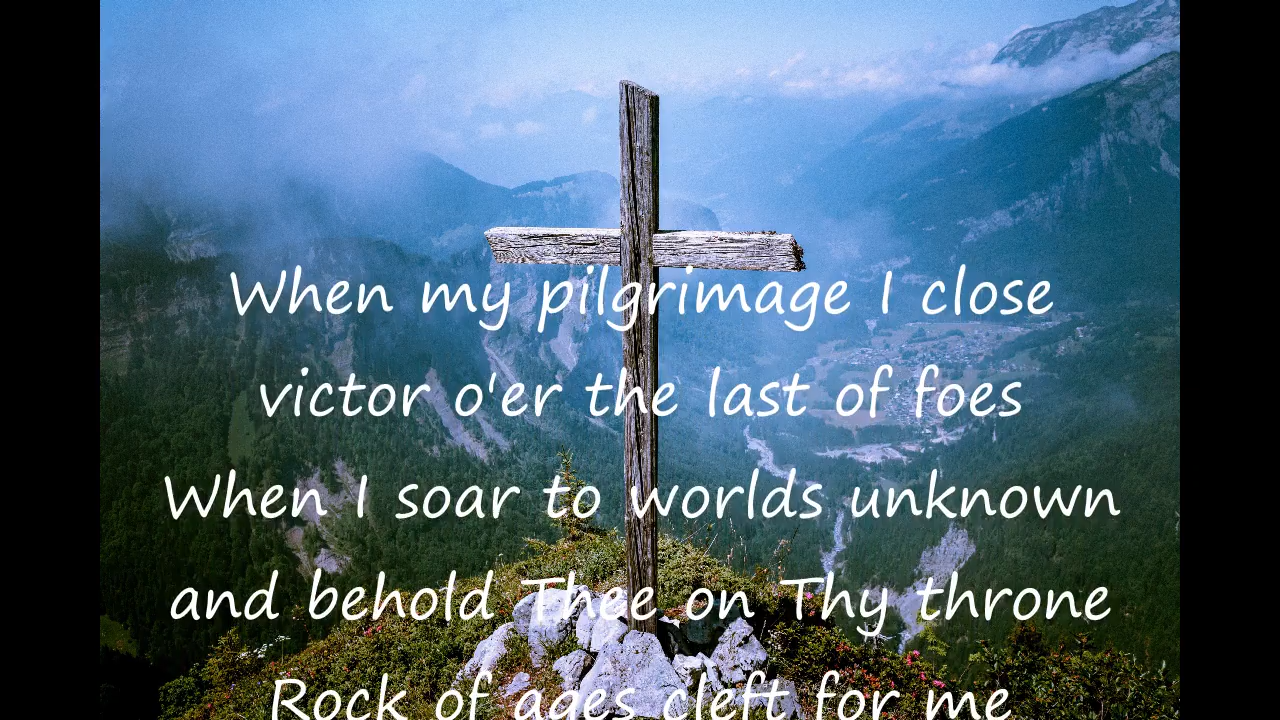 When my pilgrimage I close
victor o'er the last of foes
When I soar to worlds unknown
and behold Thee on Thy throne
Rock of ages cleft for me